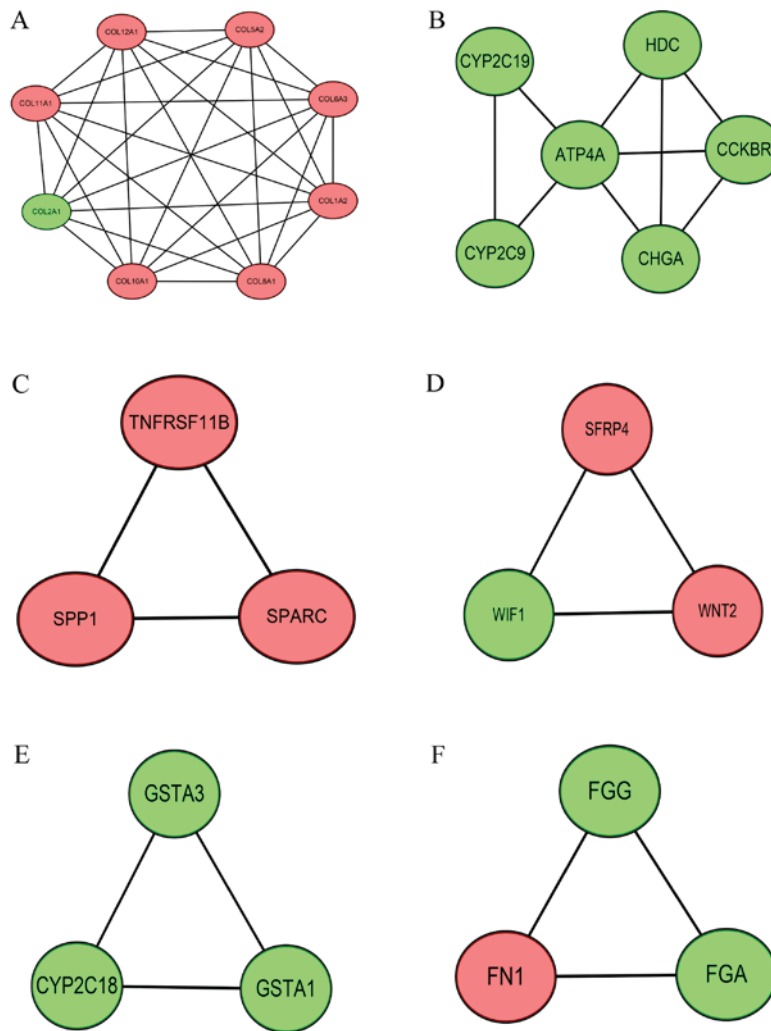 A
COL12A1
COL5A2
COL11A1
COL6A3
COL2A1
COL1A2
COL10A1
COL8A1
B
HDC
CYP2C19
ATP4A
CCKBR
CYP2C9
CHGA
C
TNFRSF11B
SPP1
SPARC
D
SFRP4
WIF1
WNT2
E
GSTA3
CYP2C18
GSTA1
F
FGG
FN1
FGA